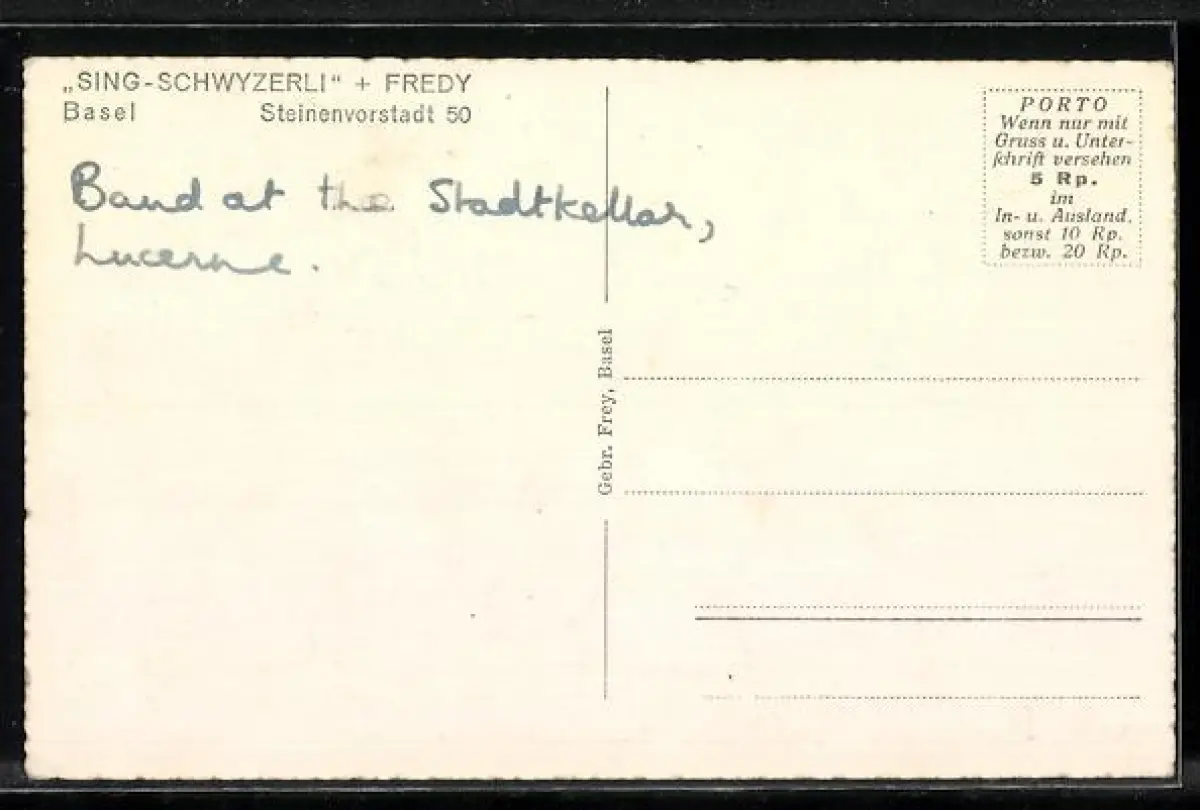 „SING-SCHWYZERLI“ + FREDY
Basel Steinenvorstadt 50
Band at the Stadtkellar,
Lucerne.
Gebr. Frey, Basel
PORTO
Wenn nur mit
Gruss u. Unter-
schrift versehen
5 Rp.
im
In- u. Ausland,
sonst 10 Rp.
bezw. 20 Rp.